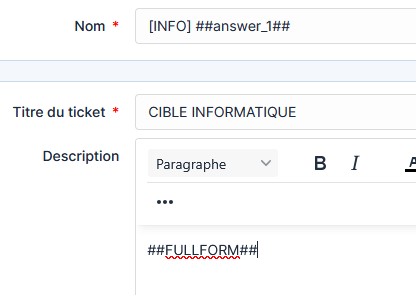 Nom * [INFO] ##answer_1##
Titre du ticket * CIBLE INFORMATIQUE
Description
Paragraphe B I A
•••
##FULLFORM##